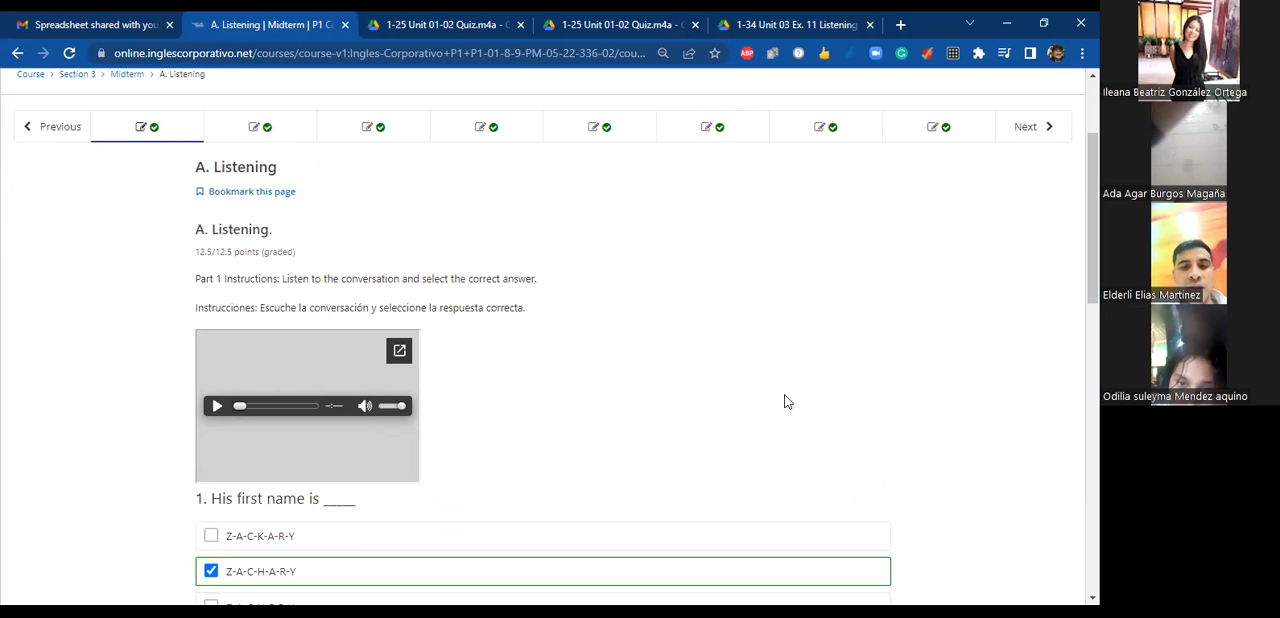 Spreadsheet shared with you
A. Listening | Midterm | P1 C
1-25 Unit 01-02 Quiz.m4a - G
1-25 Unit 01-02 Quiz.m4a - G
1-34 Unit 03 Ex. 11 Listening
online.inglescorporativo.net/courses/course-v1:Ingles-Corporativo+P1+P1-01-8-9-PM-05-22-336-02/cou...
ABP
Course > Section 3 > Midterm > A. Listening
Previous
Next
A. Listening
Bookmark this page
A. Listening.
12.5/12.5 points (graded)
Part 1 Instructions: Listen to the conversation and select the correct answer.
Instrucciones: Escuche la conversación y seleccione la respuesta correcta.
-:--
1. His first name is _____
Z-A-C-K-A-R-Y
Z-A-C-H-A-R-Y
Ileana Beatriz González Ortega
Ada Agar Burgos Magaña
Elderli Elias Martinez
Odilia suleyma Mendez aquino